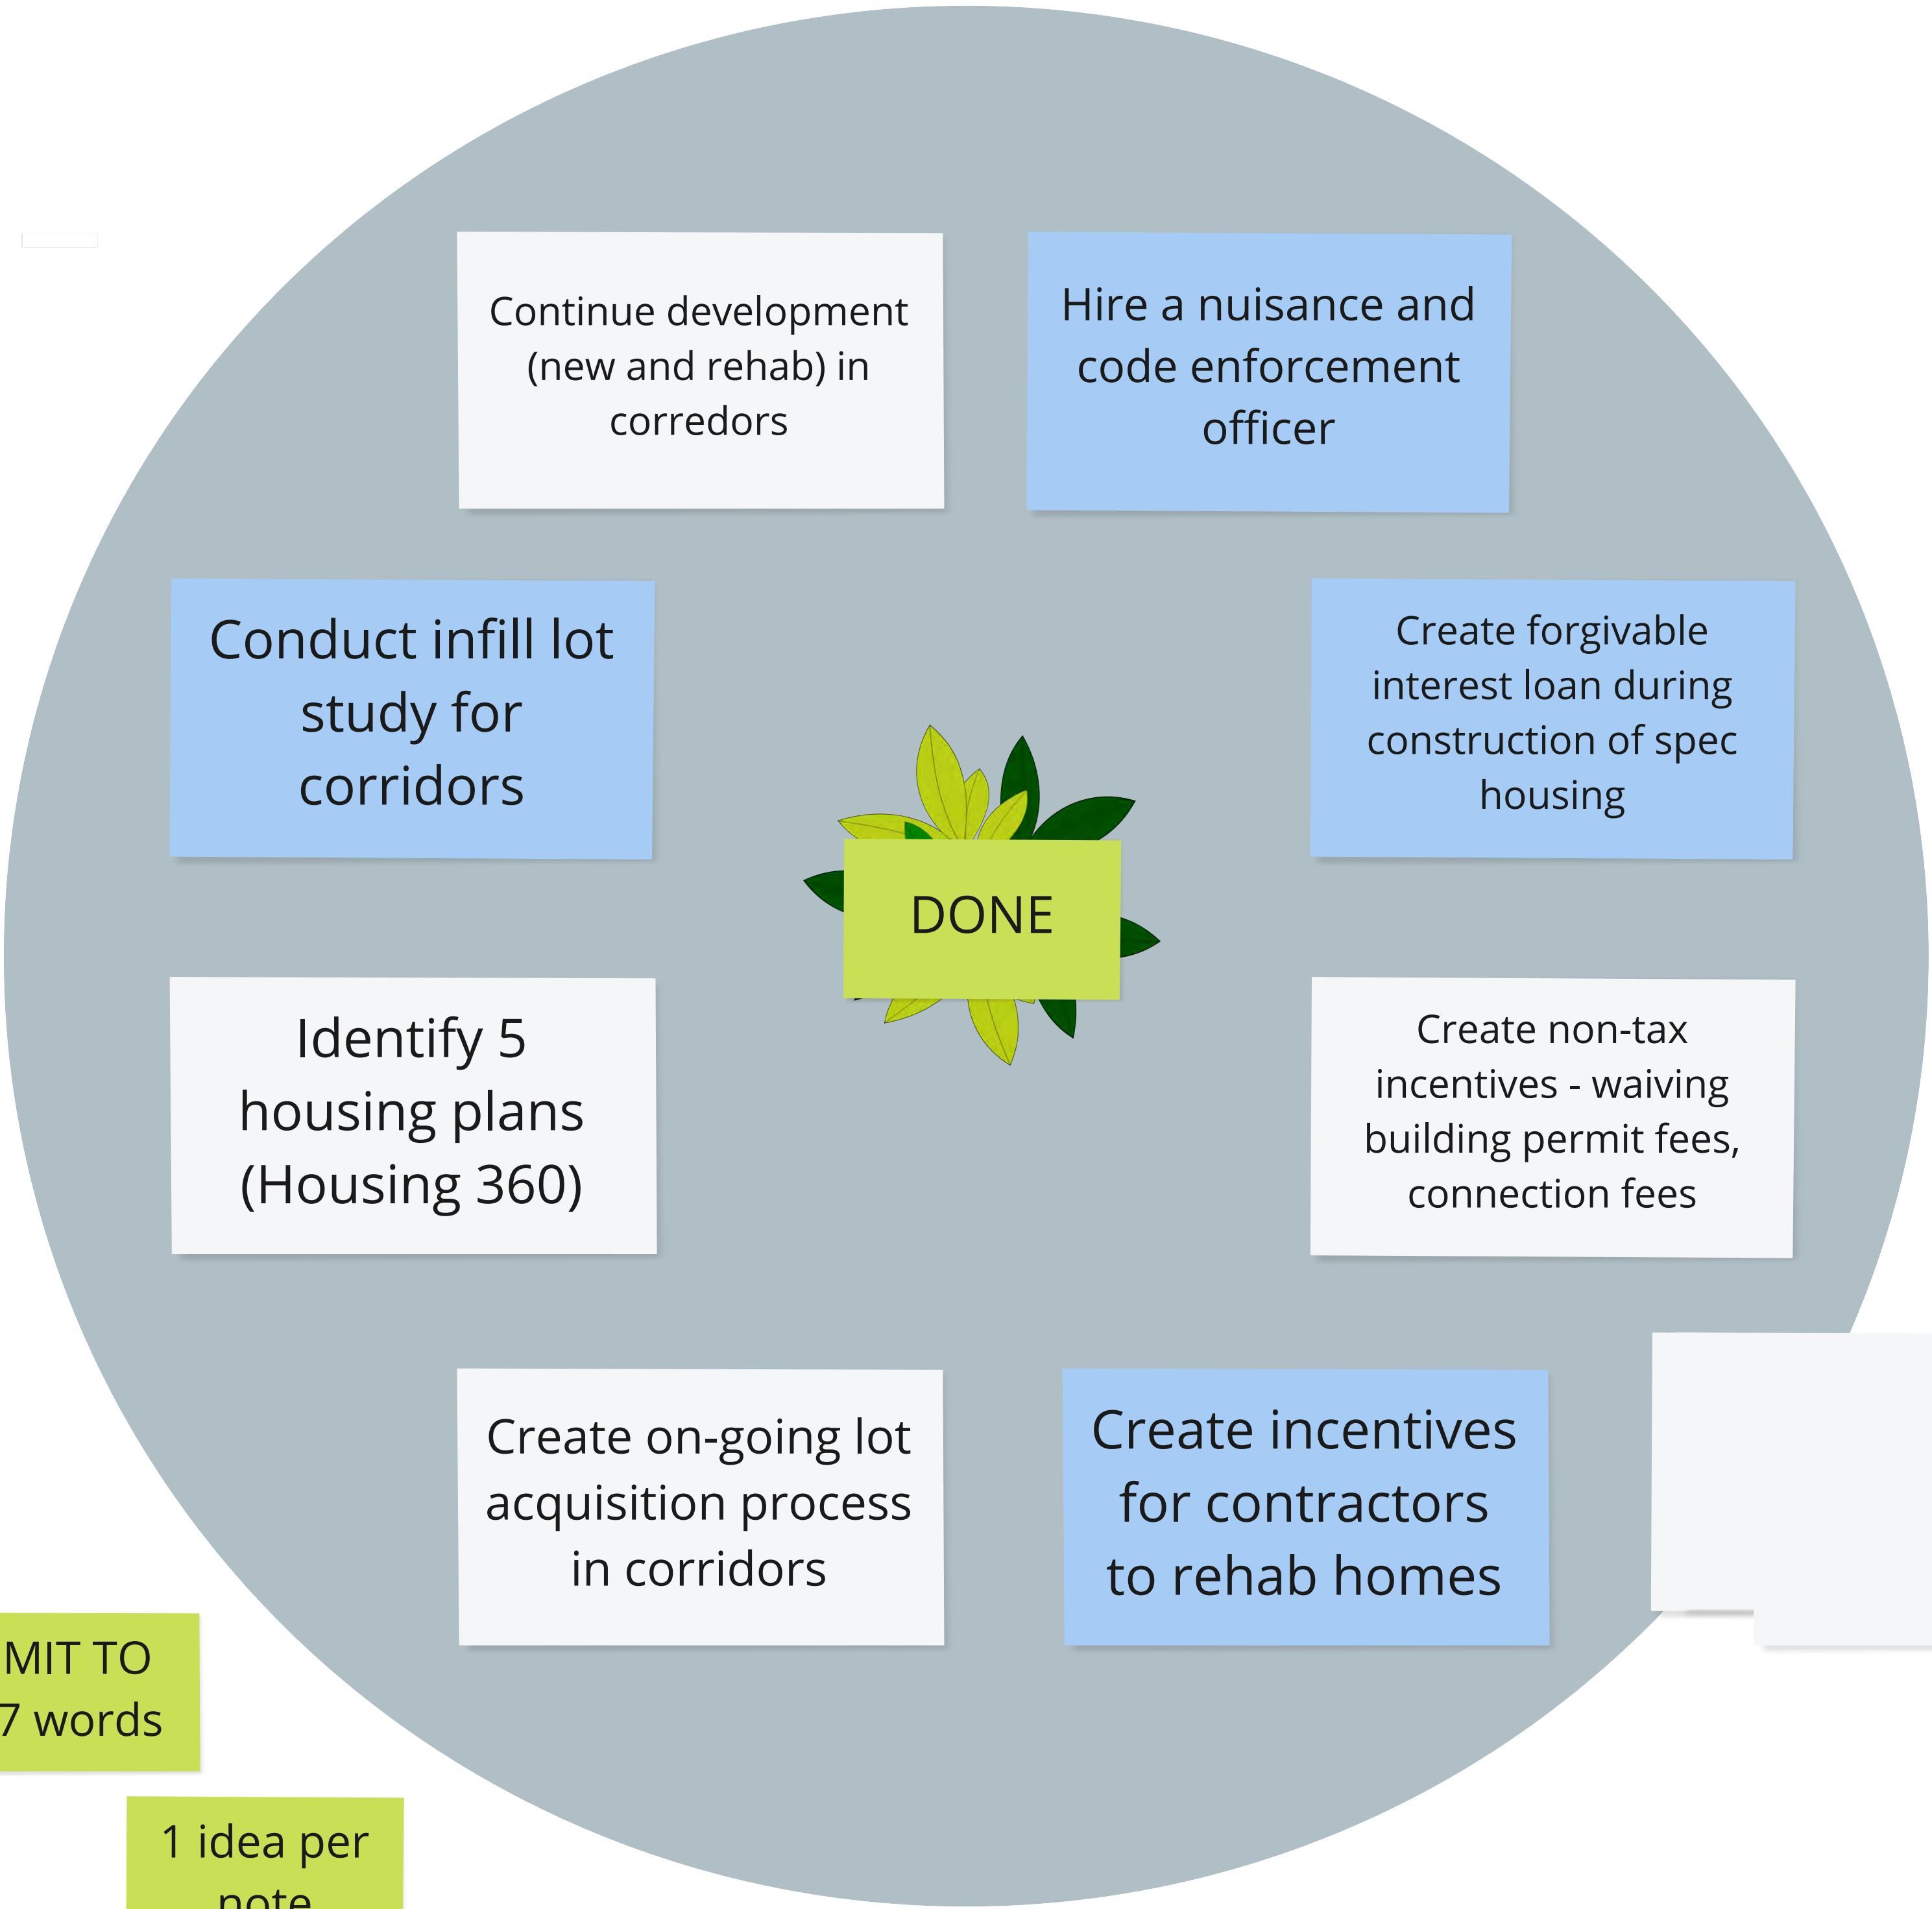 Continue development
(new and rehab) in
corredors
Hire a nuisance and
code enforcement
officer
Conduct infill lot
study for
corridors
Create forgivable
interest loan during
construction of spec
housing
DONE
Identify 5
housing plans
(Housing 360)
Create non-tax
incentives - waiving
building permit fees,
connection fees
Create on-going lot
acquisition process
in corridors
Create incentives
for contractors
to rehab homes
MIT TO
7 words
1 idea per
note